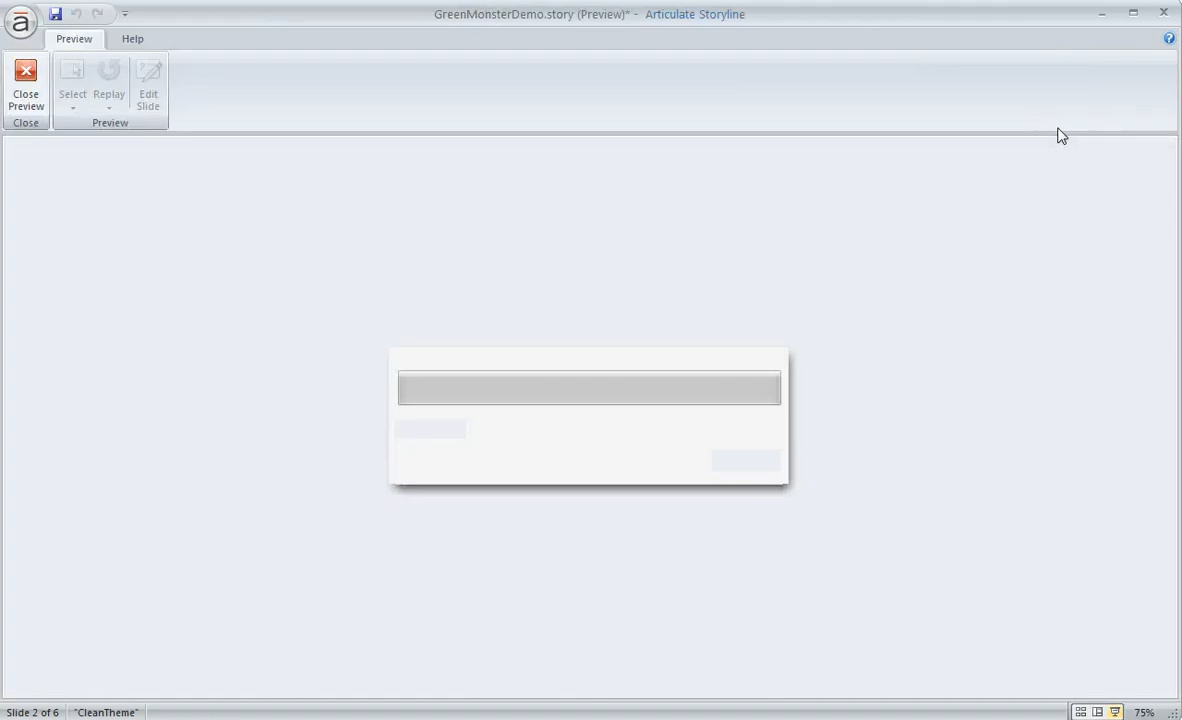 GreenMonsterDemo.story (Preview)* - Articulate Storyline
Preview Help
Close Preview
Select
Replay
Edit Slide
Close
Preview
Slide 2 of 6
"CleanTheme"
75%